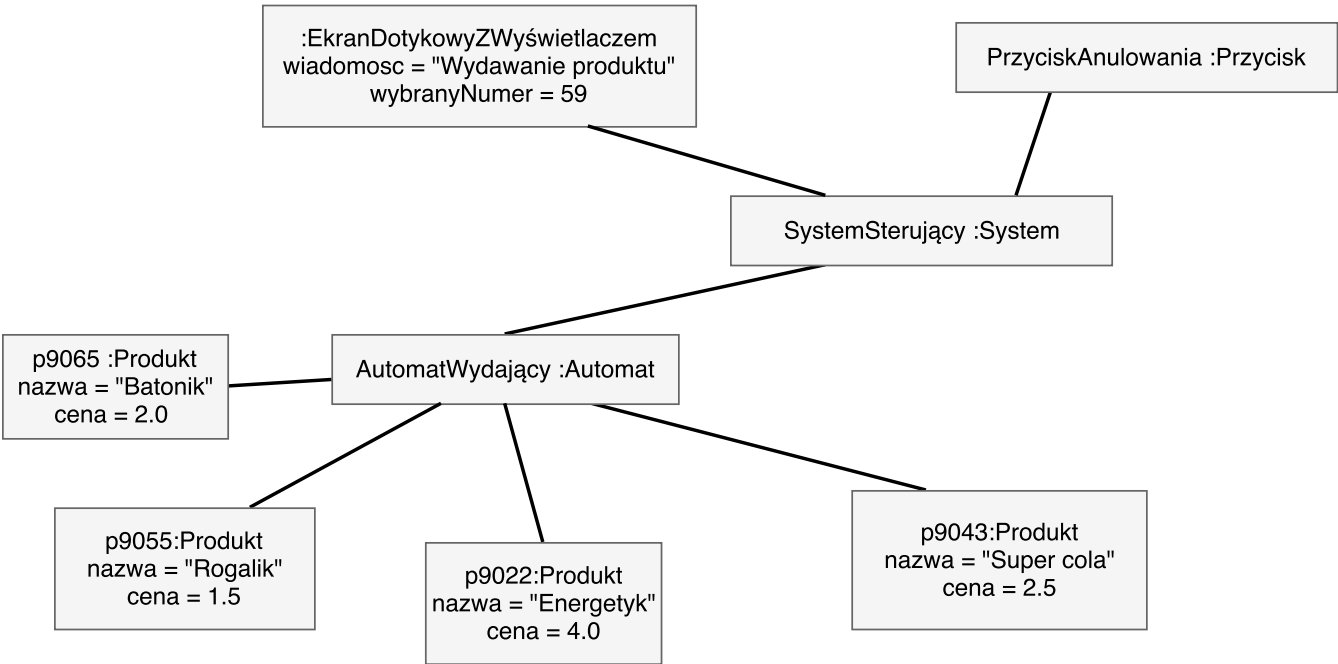 :EkranDotykowyZWyświetlaczem
wiadomosc = "Wydawanie produktu"
wybranyNumer = 59
PrzyciskAnulowania :Przycisk
SystemSterujący :System
AutomatWydający :Automat
p9065 :Produkt
nazwa = "Batonik"
cena = 2.0
p9055:Produkt
nazwa = "Rogalik"
cena = 1.5
p9022:Produkt
nazwa = "Energetyk"
cena = 4.0
p9043:Produkt
nazwa = "Super cola"
cena = 2.5